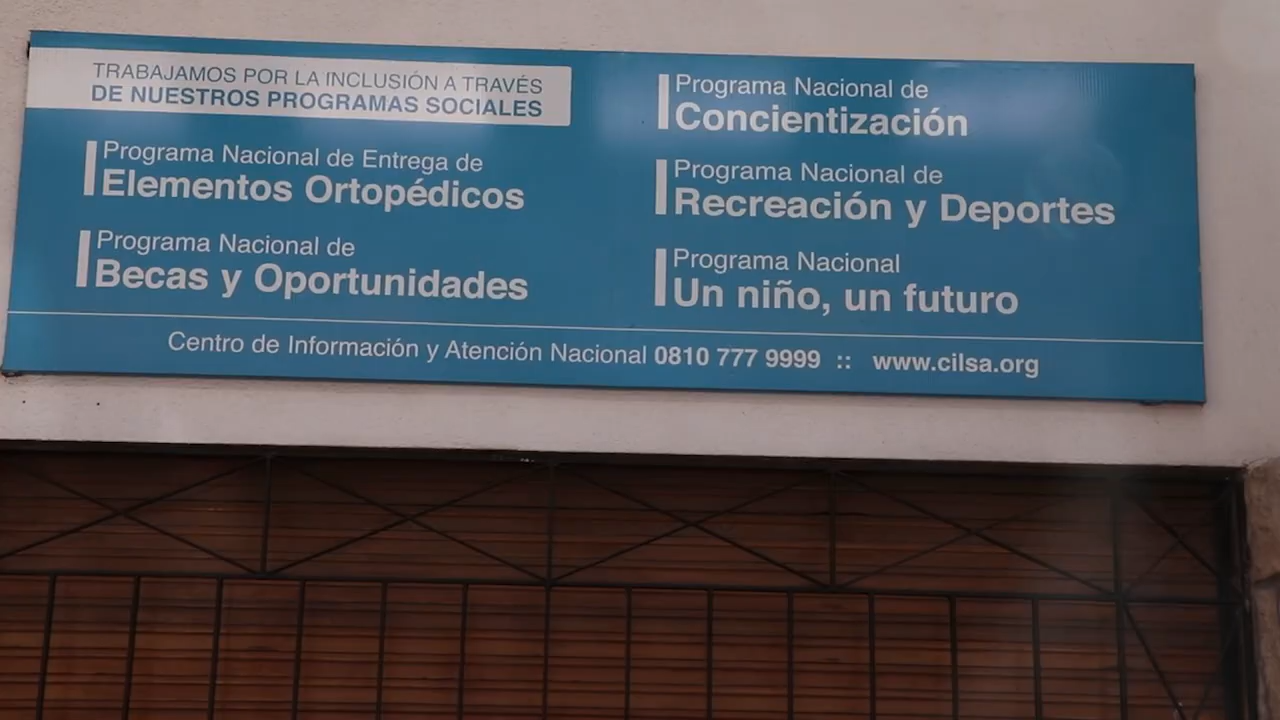 TRABAJAMOS POR LA INCLUSIÓN A TRAVÉS
DE NUESTROS PROGRAMAS SOCIALES
Programa Nacional de Entrega de
Elementos Ortopédicos
Programa Nacional de
Becas y Oportunidades
Programa Nacional de
Concientización
Programa Nacional de
Recreación y Deportes
Programa Nacional
Un niño, un futuro
Centro de Información y Atención Nacional 0810 777 9999 :: www.cilsa.org